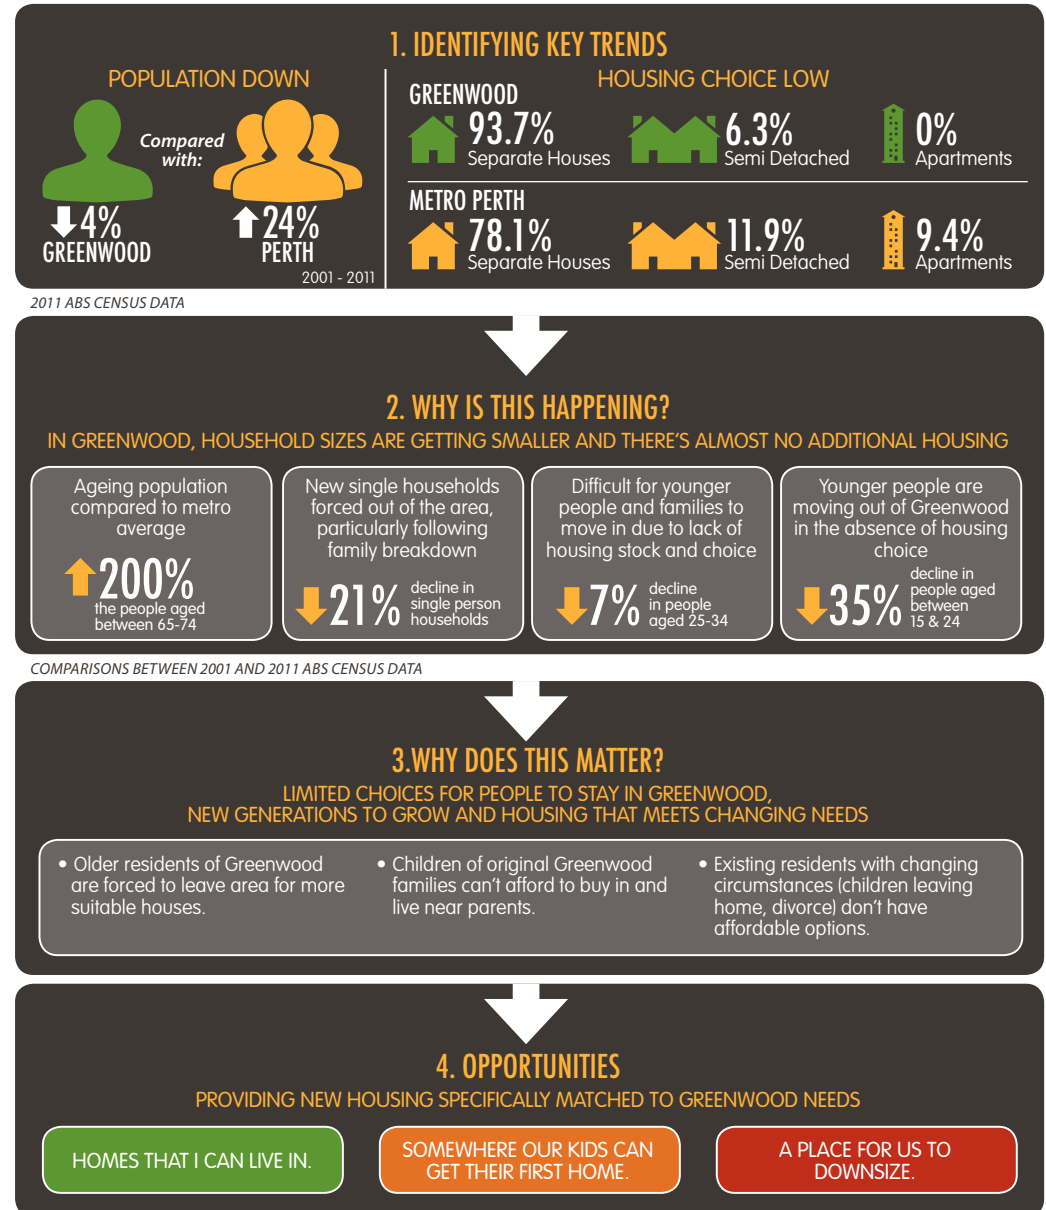 1. IDENTIFYING KEY TRENDS
POPULATION DOWN
Compared
with:
4%
GREENWOOD
24%
PERTH
2001 - 2011
HOUSING CHOICE LOW
GREENWOOD
93.7%
Separate Houses
6.3%
Semi Detached
0%
Apartments
METRO PERTH
78.1%
Separate Houses
11.9%
Semi Detached
9.4%
Apartments
2011 ABS CENSUS DATA
2. WHY IS THIS HAPPENING?
IN GREENWOOD, HOUSEHOLD SIZES ARE GETTING SMALLER AND THERE'S ALMOST NO ADDITIONAL HOUSING
Ageing population
compared to metro
average
200%
the people aged
between 65-74
New single households
forced out of the area,
particularly following
family breakdown
21%
decline in
single person
households
Difficult for younger
people and families to
move in due to lack of
housing stock and choice
7%
decline
in people
aged 25-34
Younger people are
moving out of Greenwood
in the absence of housing
choice
35%
decline in
people aged
between
15 & 24
COMPARISONS BETWEEN 2001 AND 2011 ABS CENSUS DATA
3.WHY DOES THIS MATTER?
LIMITED CHOICES FOR PEOPLE TO STAY IN GREENWOOD,
NEW GENERATIONS TO GROW AND HOUSING THAT MEETS CHANGING NEEDS
• Older residents of Greenwood
are forced to leave area for more
suitable houses.
• Children of original Greenwood
families can't afford to buy in and
live near parents.
• Existing residents with changing
circumstances (children leaving
home, divorce) don't have
affordable options.
4. OPPORTUNITIES
PROVIDING NEW HOUSING SPECIFICALLY MATCHED TO GREENWOOD NEEDS
HOMES THAT I CAN LIVE IN.
SOMEWHERE OUR KIDS CAN
GET THEIR FIRST HOME.
A PLACE FOR US TO
DOWNSIZE.